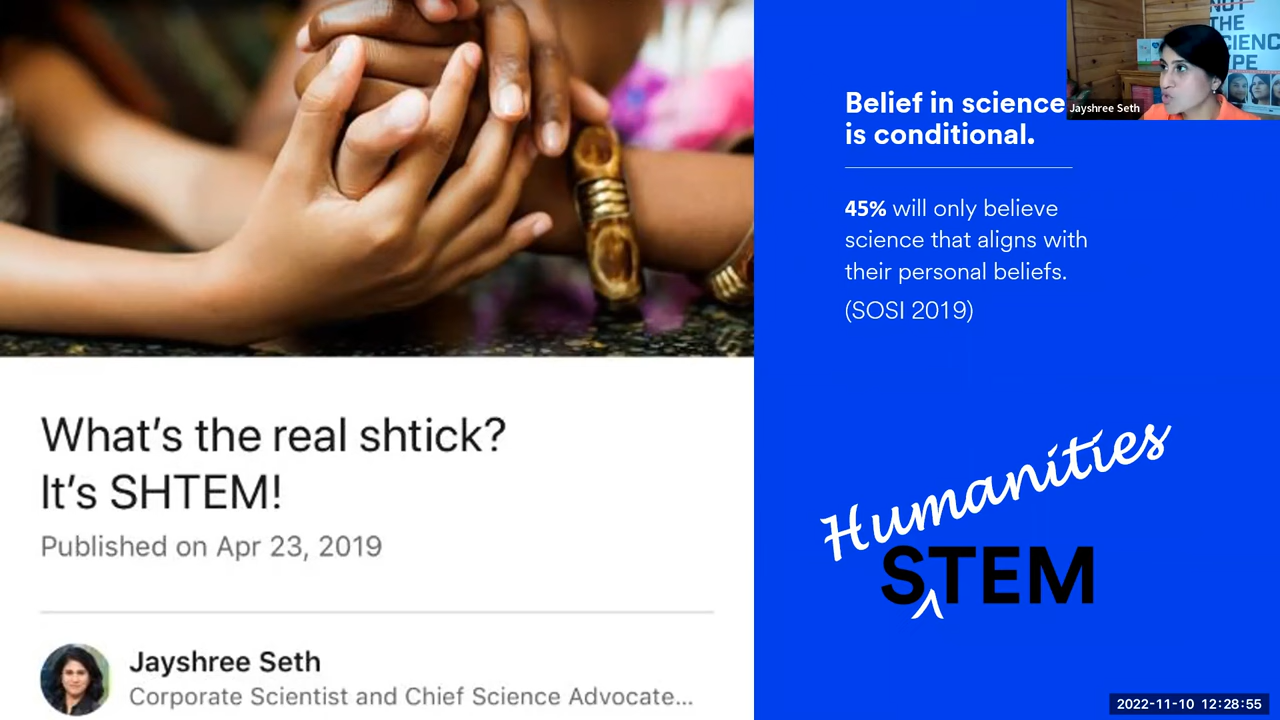 What's the real shtick?
It's SHTEM!
Published on Apr 23, 2019
Jayshree Seth
Corporate Scientist and Chief Science Advocate...
Belief in science
is conditional.
45% will only believe
science that aligns with
their personal beliefs.
(SOSI 2019)
Humanities
STEM
THE
Jayshree Seth
2022-11-10 12:28:55